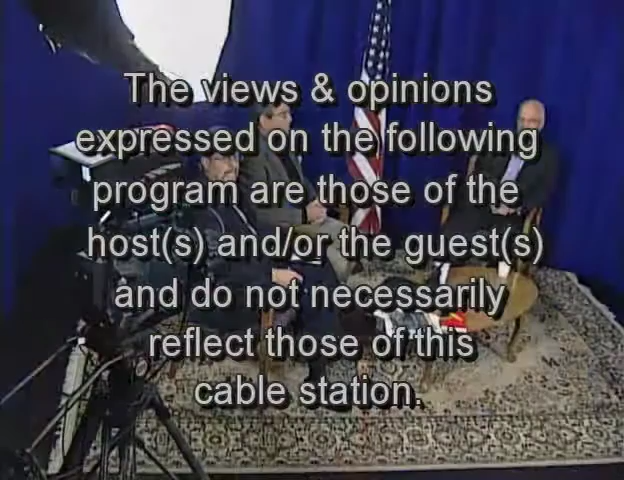 The views & opinions
expressed on the following
program are those of the
host(s) and/or the guest(s)
and do not necessarily
reflect those of this
cable station.